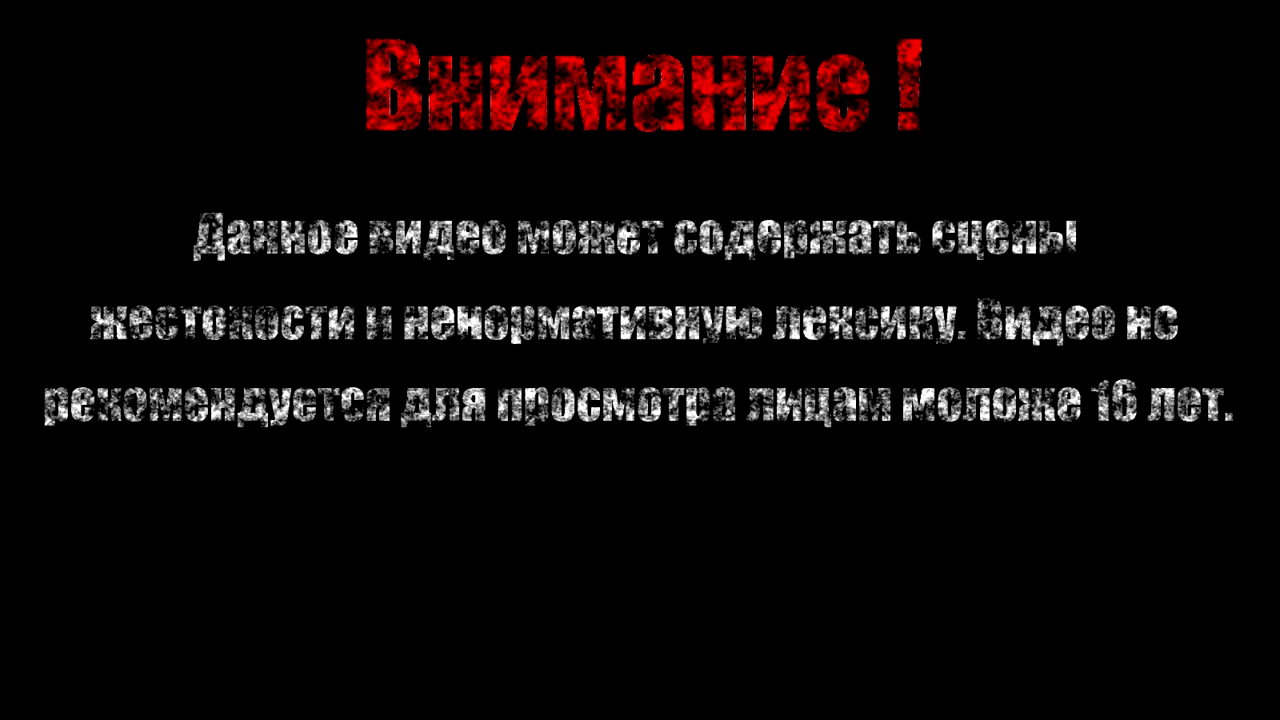 Внимание !
Данное видео может содержать сцены
жестокости и ненормативную лексику. Видео не
рекомендуется для просмотра лицам моложе 16 лет.